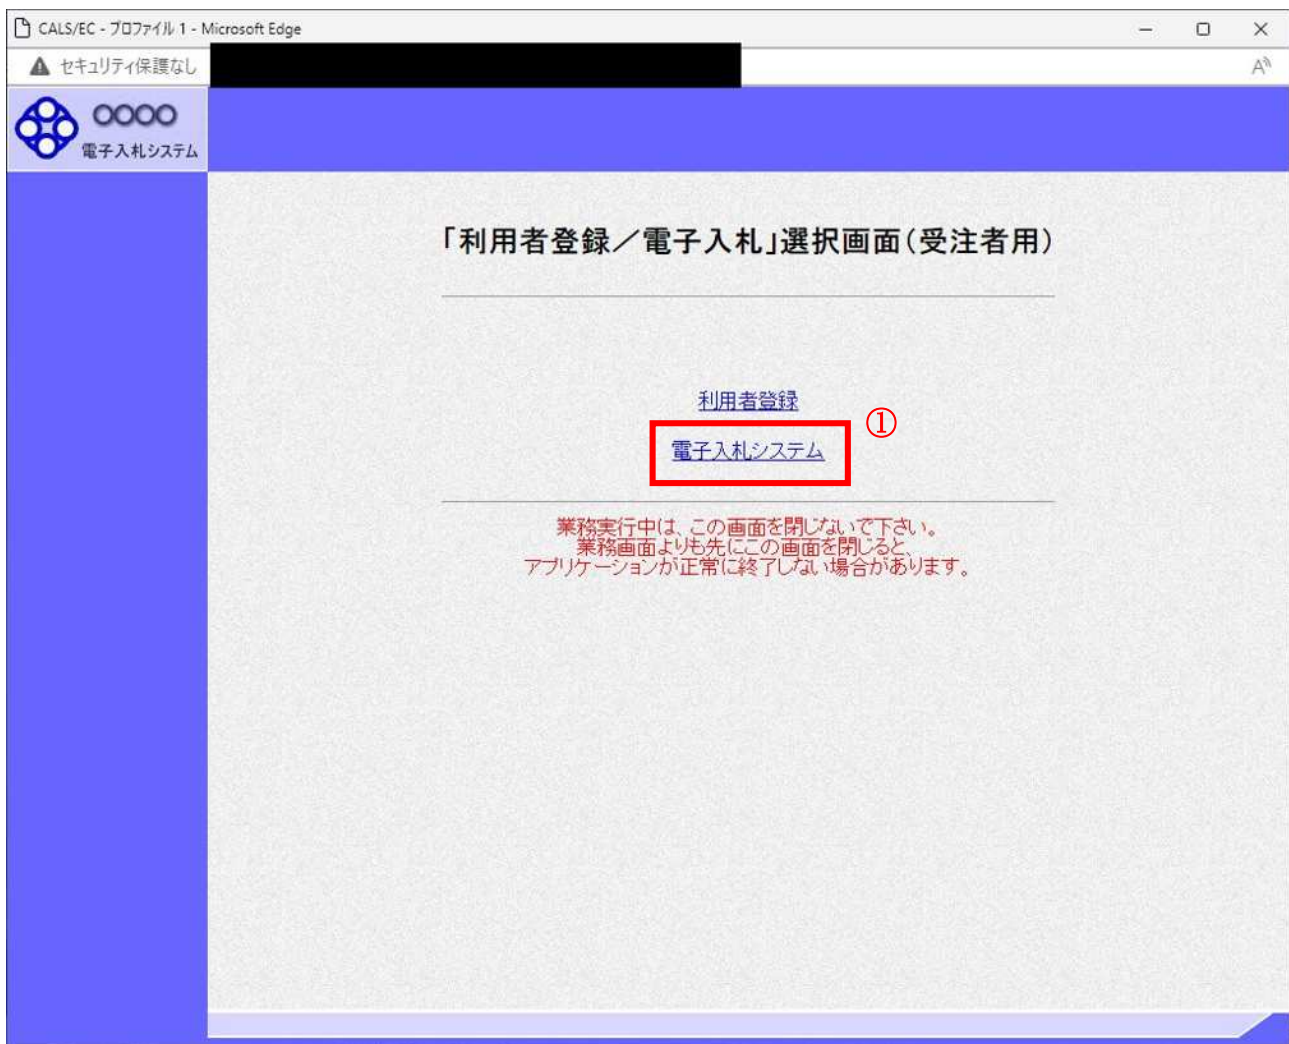 CALS/EC - プロファイル 1 - Microsoft Edge
セキュリティ保護なし
〇〇〇〇
電子入札システム
「利用者登録／電子入札」選択画面(受注者用)
利用者登録
①
電子入札システム
業務実行中は、この画面を閉じないで下さい。
業務画面よりも先にこの画面を閉じると、
アプリケーションが正常に終了しない場合があります。